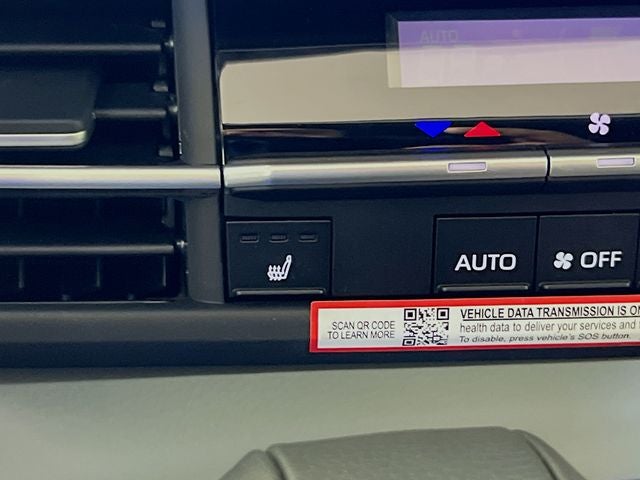 AUTO
AUTO
OFF
SCAN QR CODE
TO LEARN MORE
VEHICLE DATA TRANSMISSION IS
health data to deliver your services and
To disable, press vehicle's SOS button.